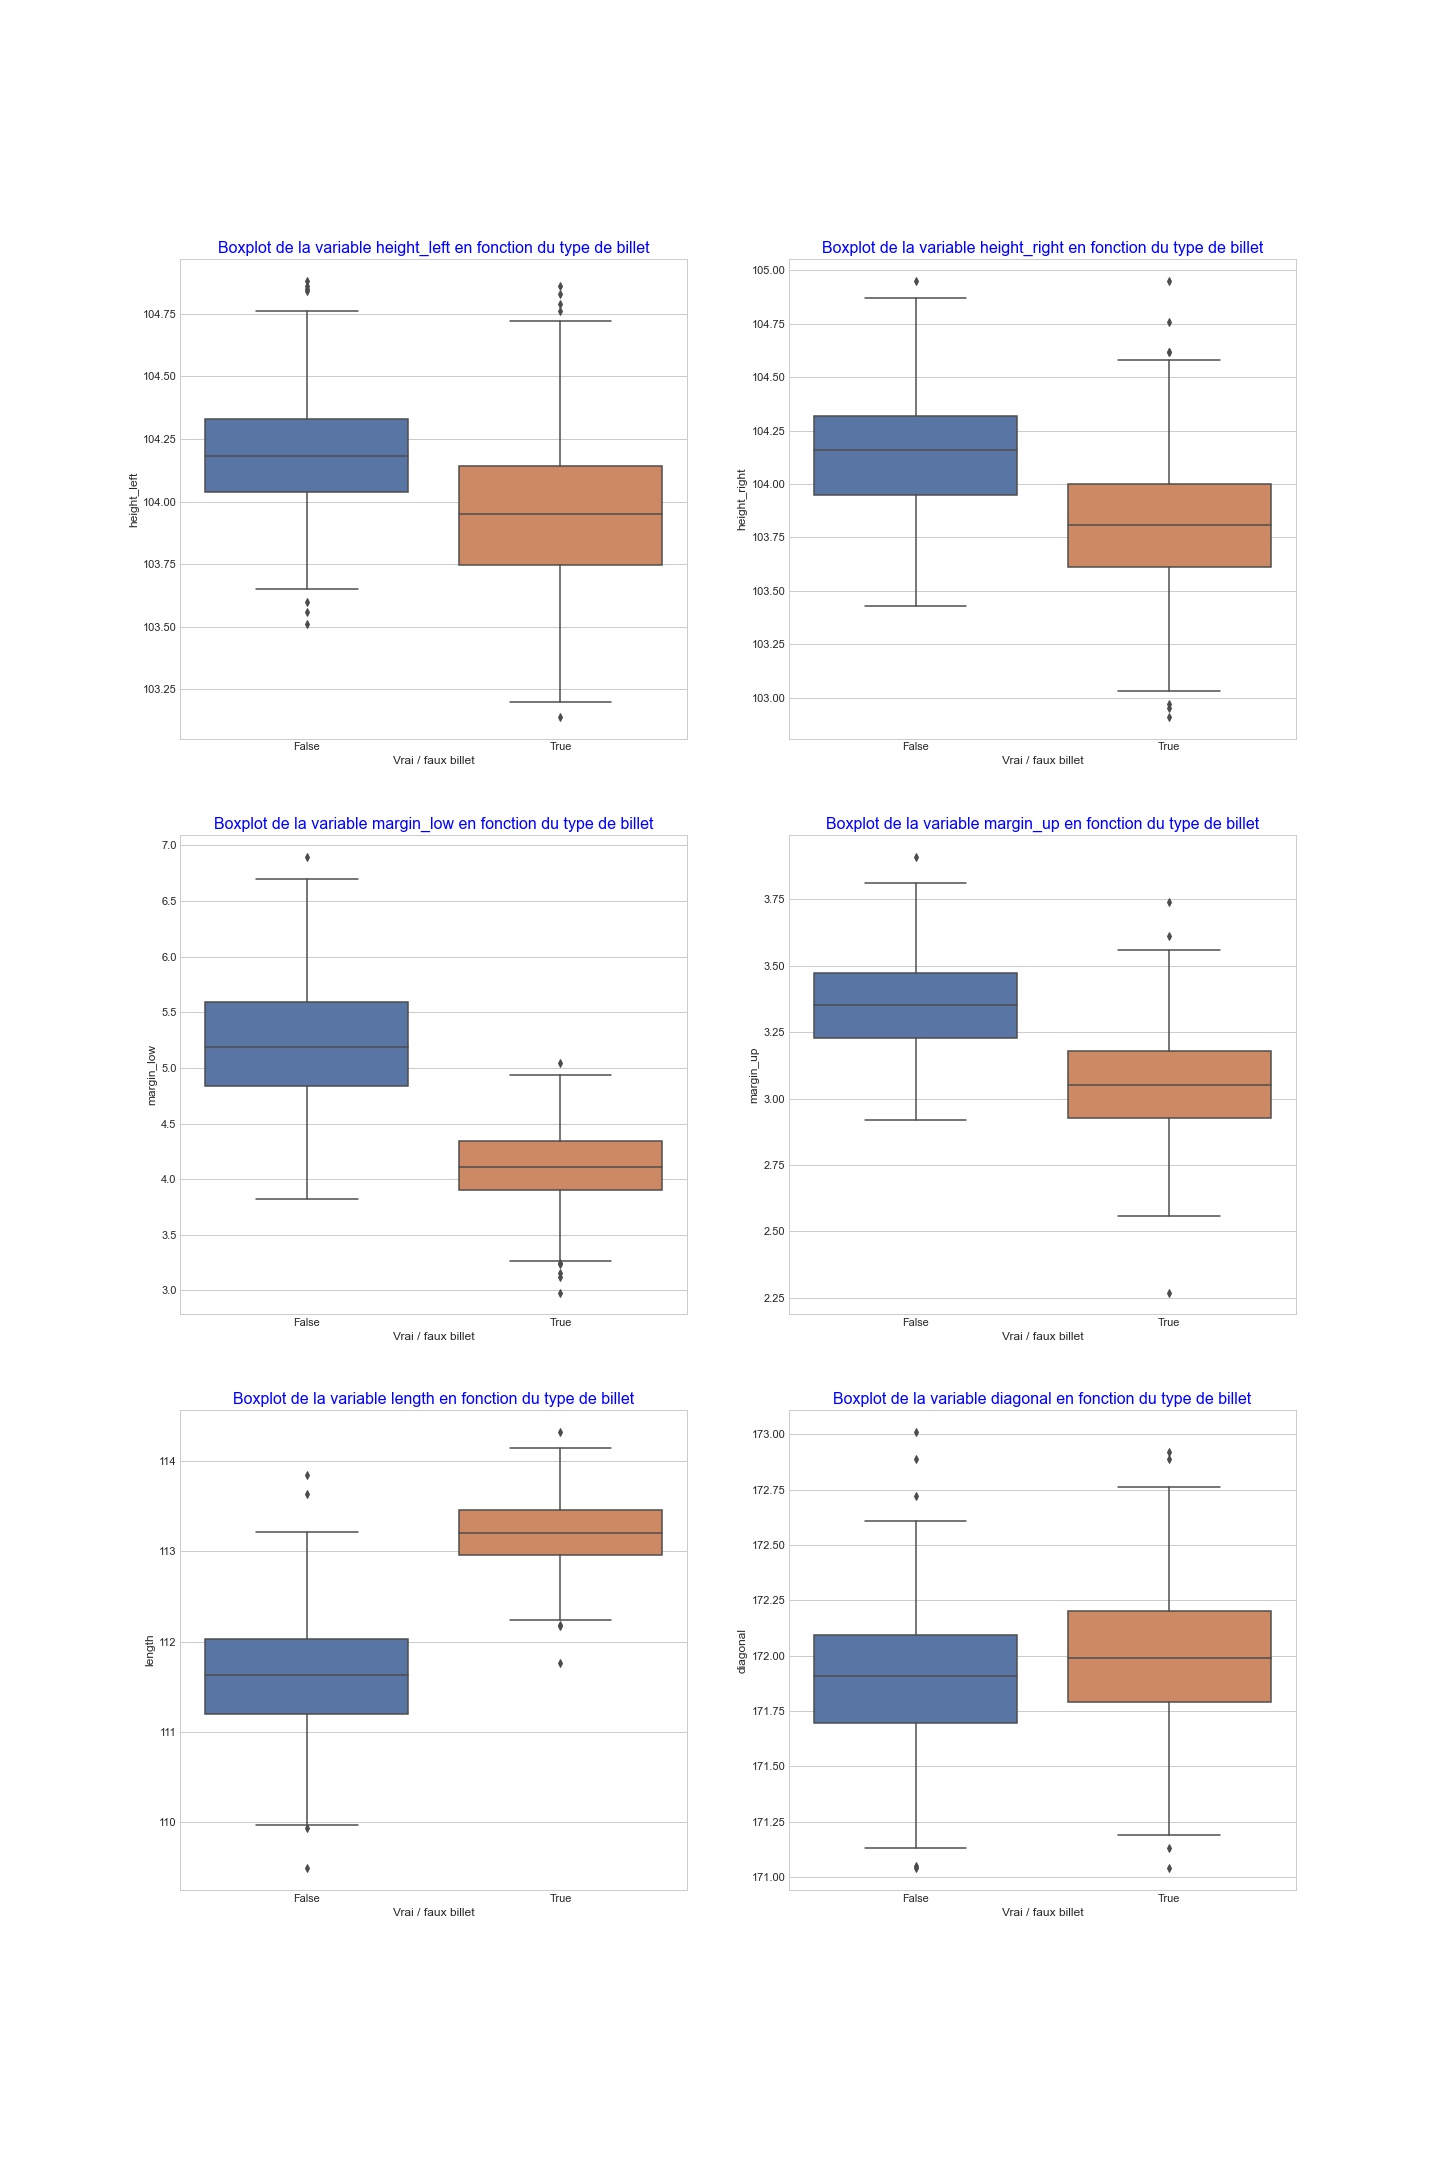 Boxplot de la variable height_left en fonction du type de billet
104.75
104.50
104.25
104.00
103.75
103.50
103.25
height_left
False
True
Vrai / faux billet
Boxplot de la variable height_right en fonction du type de billet
105.00
104.75
104.50
104.25
104.00
103.75
103.50
103.25
103.00
height_right
False
True
Vrai / faux billet
Boxplot de la variable margin_low en fonction du type de billet
7.0
6.5
6.0
5.5
5.0
4.5
4.0
3.5
3.0
margin_low
False
True
Vrai / faux billet
Boxplot de la variable margin_up en fonction du type de billet
3.75
3.50
3.25
3.00
2.75
2.50
2.25
margin_up
False
True
Vrai / faux billet
Boxplot de la variable length en fonction du type de billet
114
113
112
111
110
length
False
True
Vrai / faux billet
Boxplot de la variable diagonal en fonction du type de billet
173.00
172.75
172.50
172.25
172.00
171.75
171.50
171.25
171.00
diagonal
False
True
Vrai / faux billet